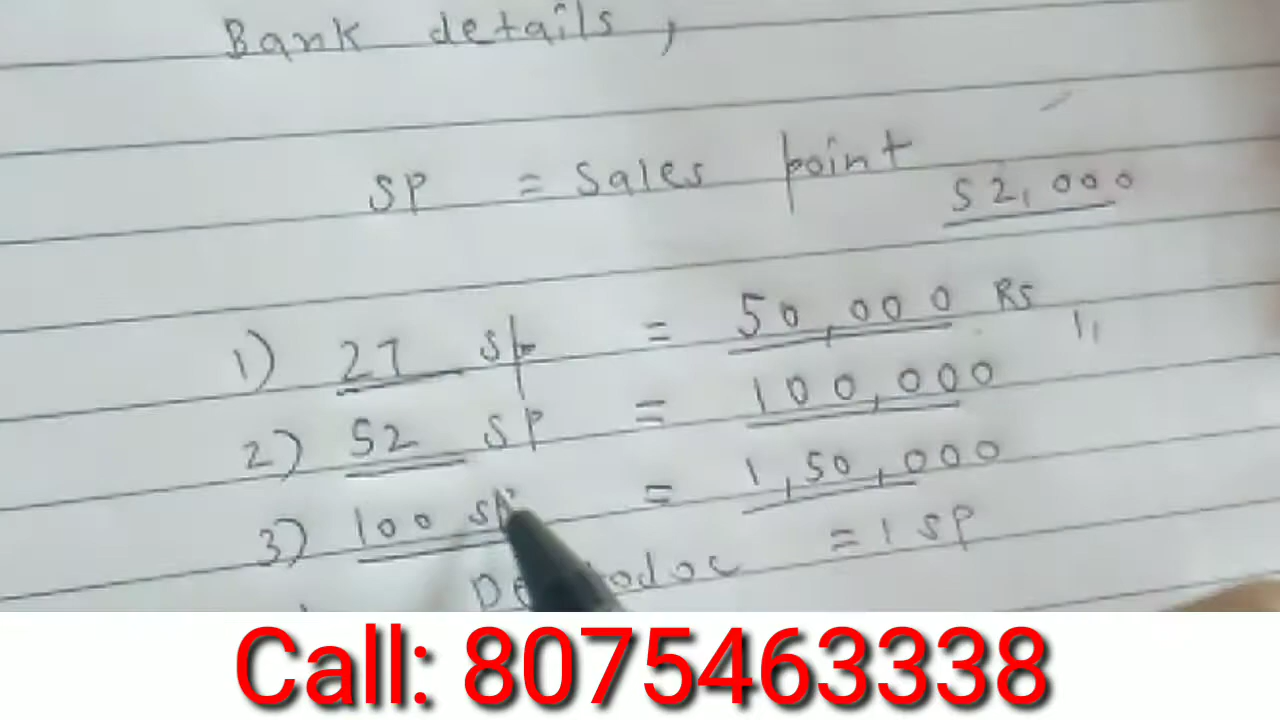 Bank details,
SP = Sales point
52,000
1) 27 SP = 50,000 RS
2) 52 SP = 100,000
3) 100 SP = 1,50,000
= 1 SP
Call: 8075463338